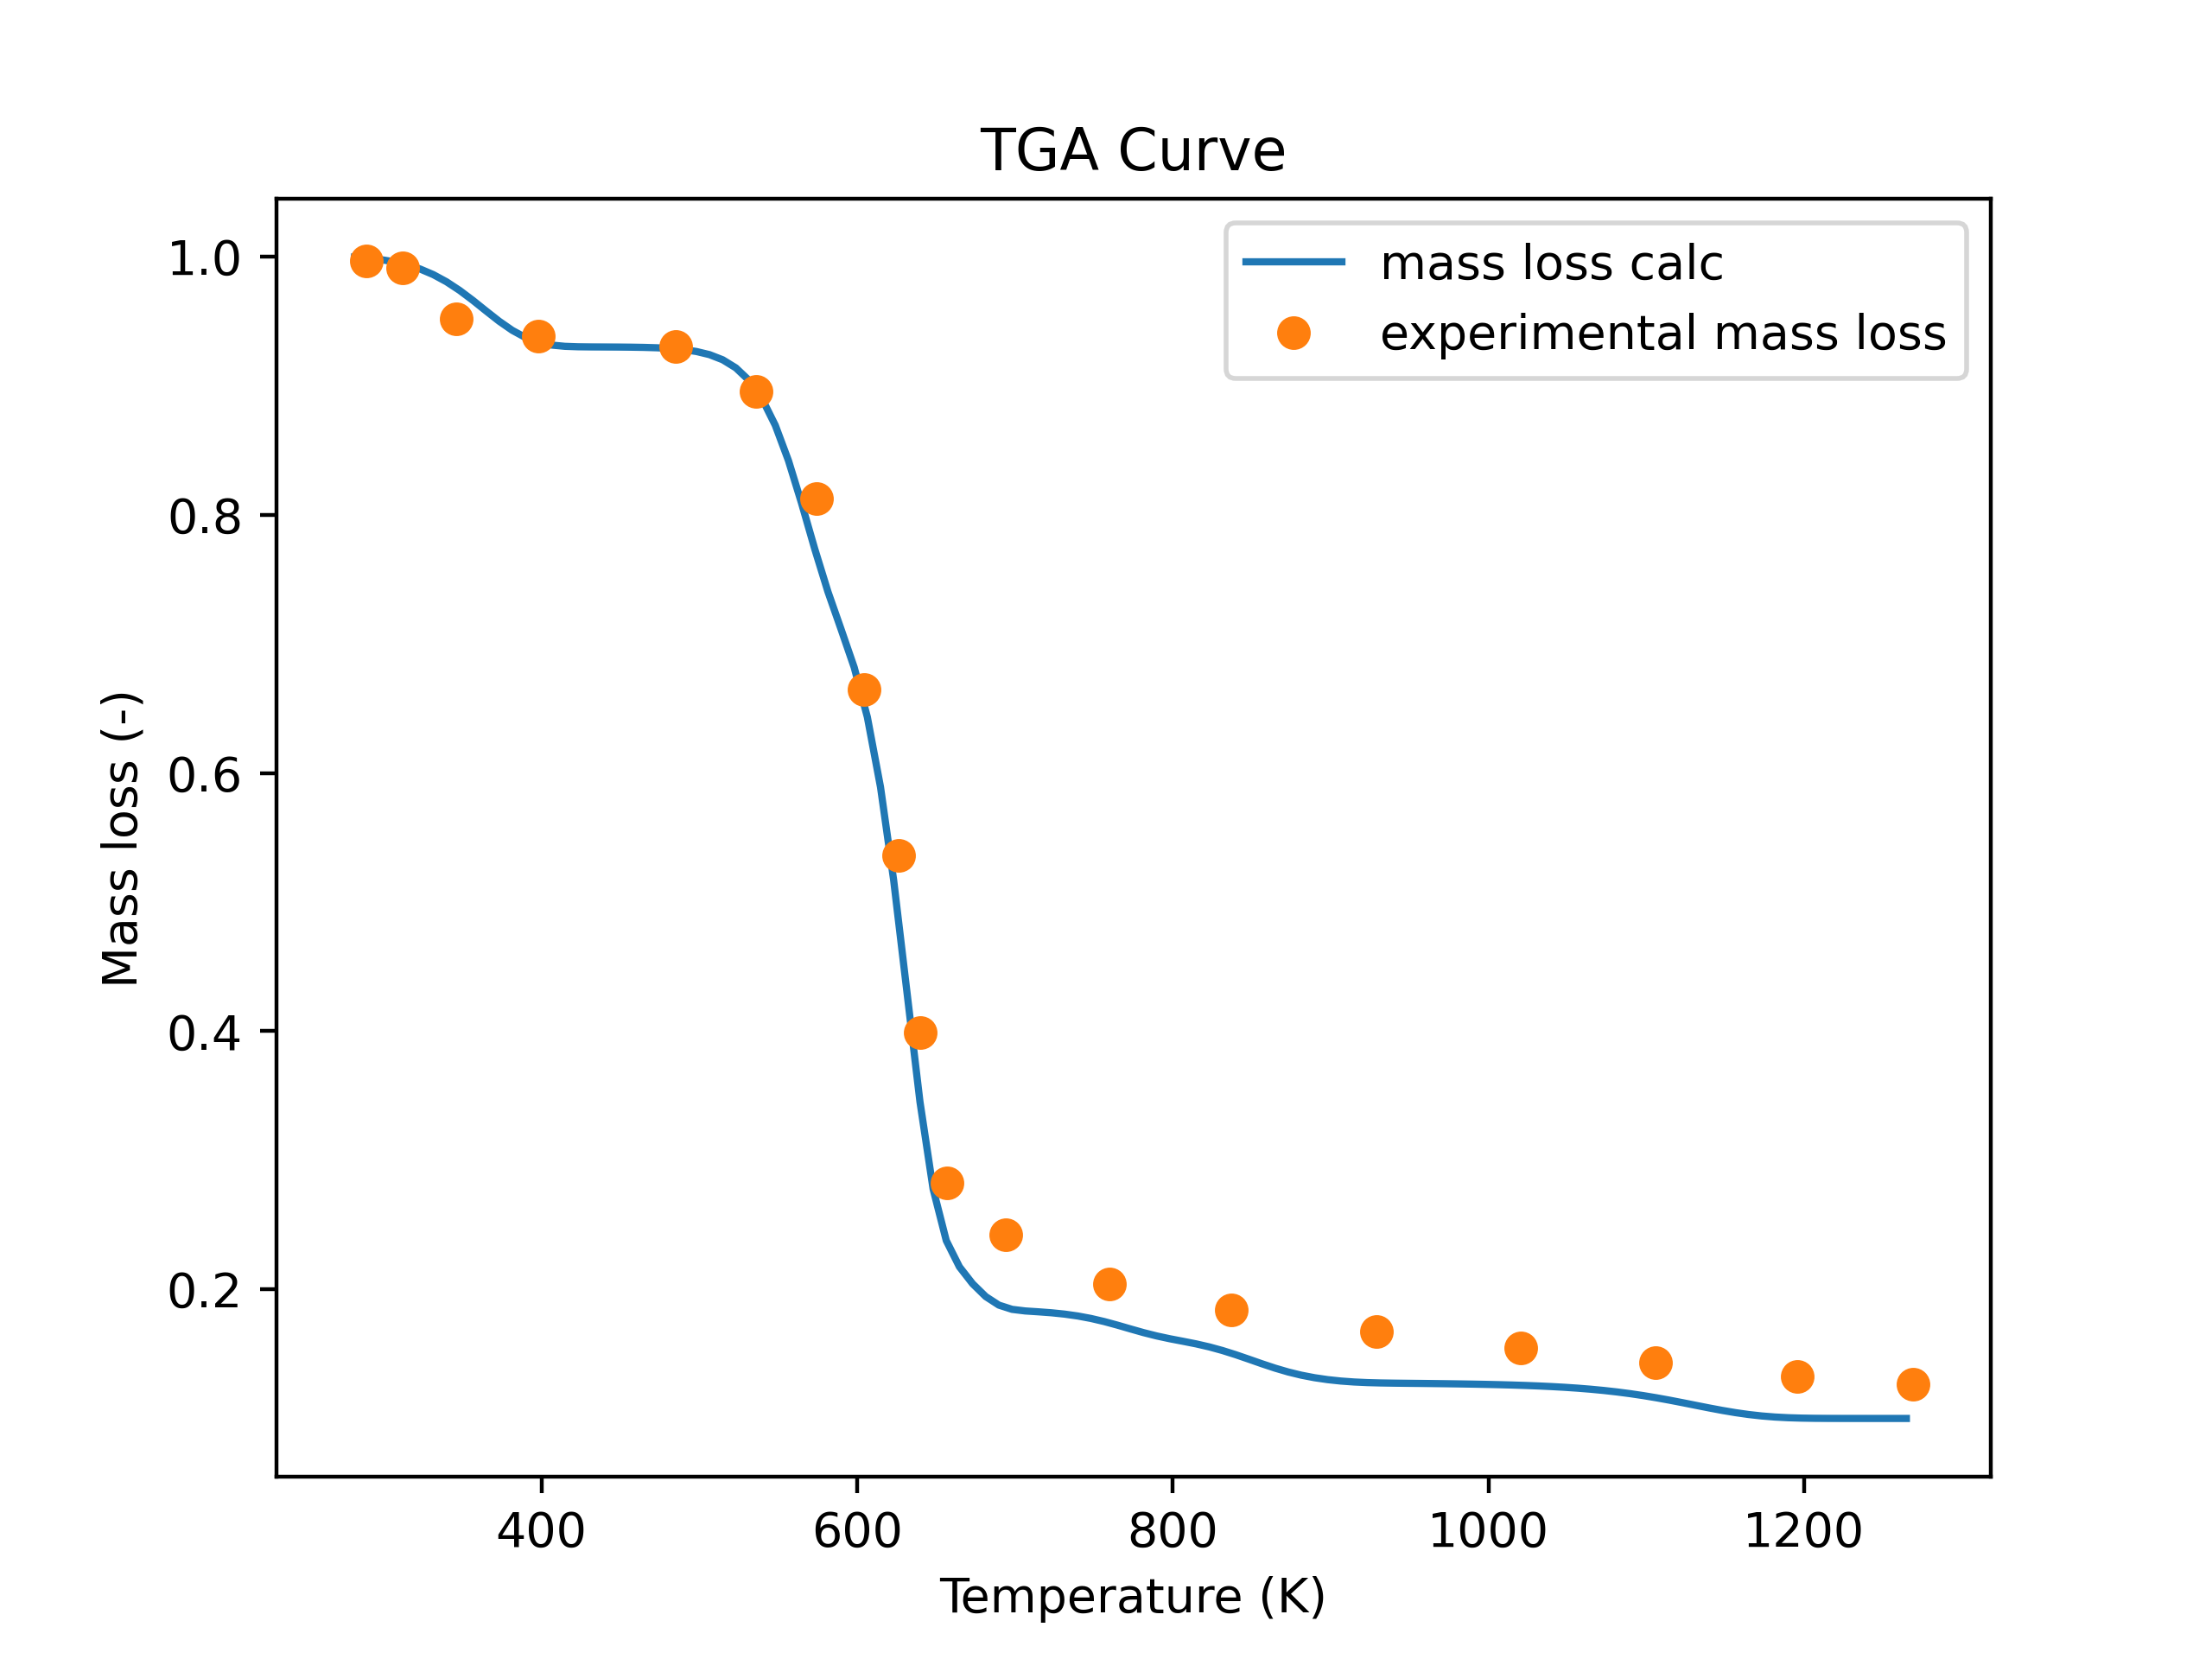 TGA Curve
mass loss calc
experimental mass loss
1.0
0.8
0.6
0.4
0.2
Mass loss (-)
400 600 800 1000 1200
Temperature (K)